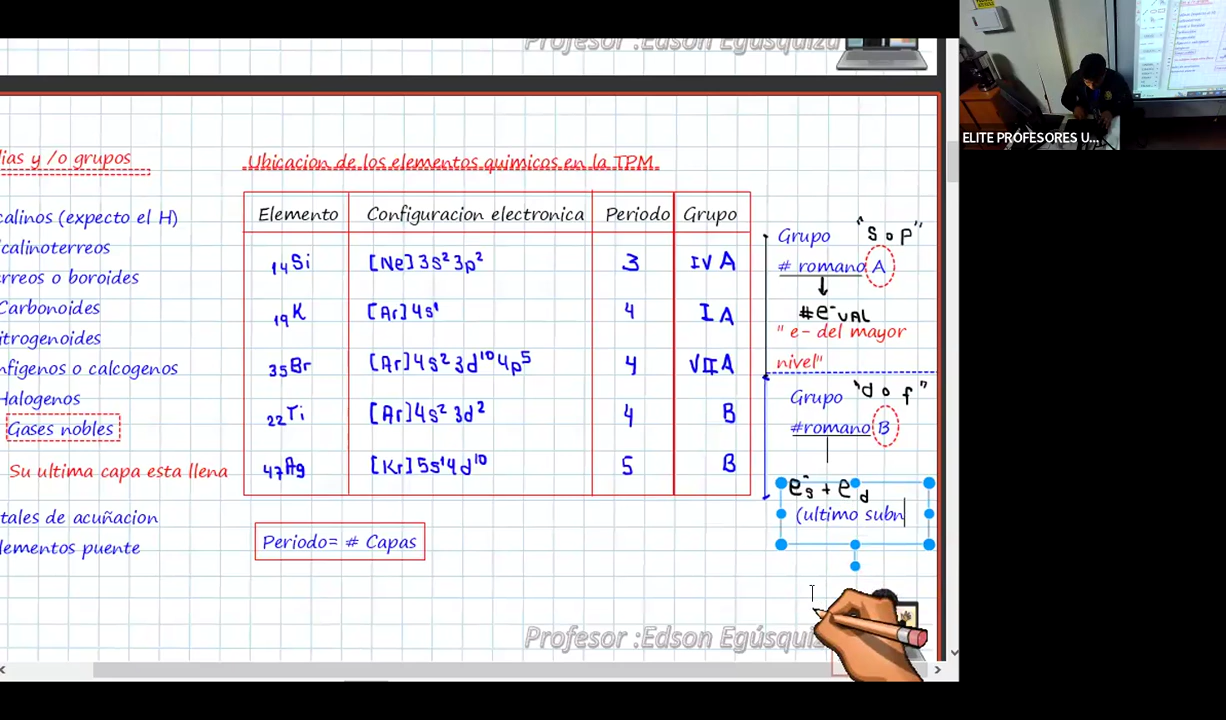 Profesor :Edson Egúsquiza
ELITE PROFESORES U...
ias y /o grupos
calinos (expecto el H)
calinoterreos
erreos o boroides
Carbonoides
itrogenoides
nfigenos o calcogenos
Halogenos
Gases nobles
Su ultima capa esta llena
tales de acuñacion
lementos puente
Ubicacion de los elementos quimicos en la TPM
Elemento Configuracion electronica Periodo Grupo
₁₄Si [Ne]3s²3p² 3 IV A
₁₉K [Ar]4s¹ 4 I A
₃₅Br [Ar]4s²3d¹⁰4p⁵ 4 VII A
₂₂Ti [Ar]4s²3d² 4 B
₄₇Ag [Kr]5s¹4d¹⁰ 5 B
Periodo= # Capas
Grupo "s o p"
# romano A
#e⁻ VAL
" e- del mayor
nivel"
Grupo "d o f"
#romano B
e⁻s + e⁻d
(ultimo subn
Profesor :Edson Egúsqui